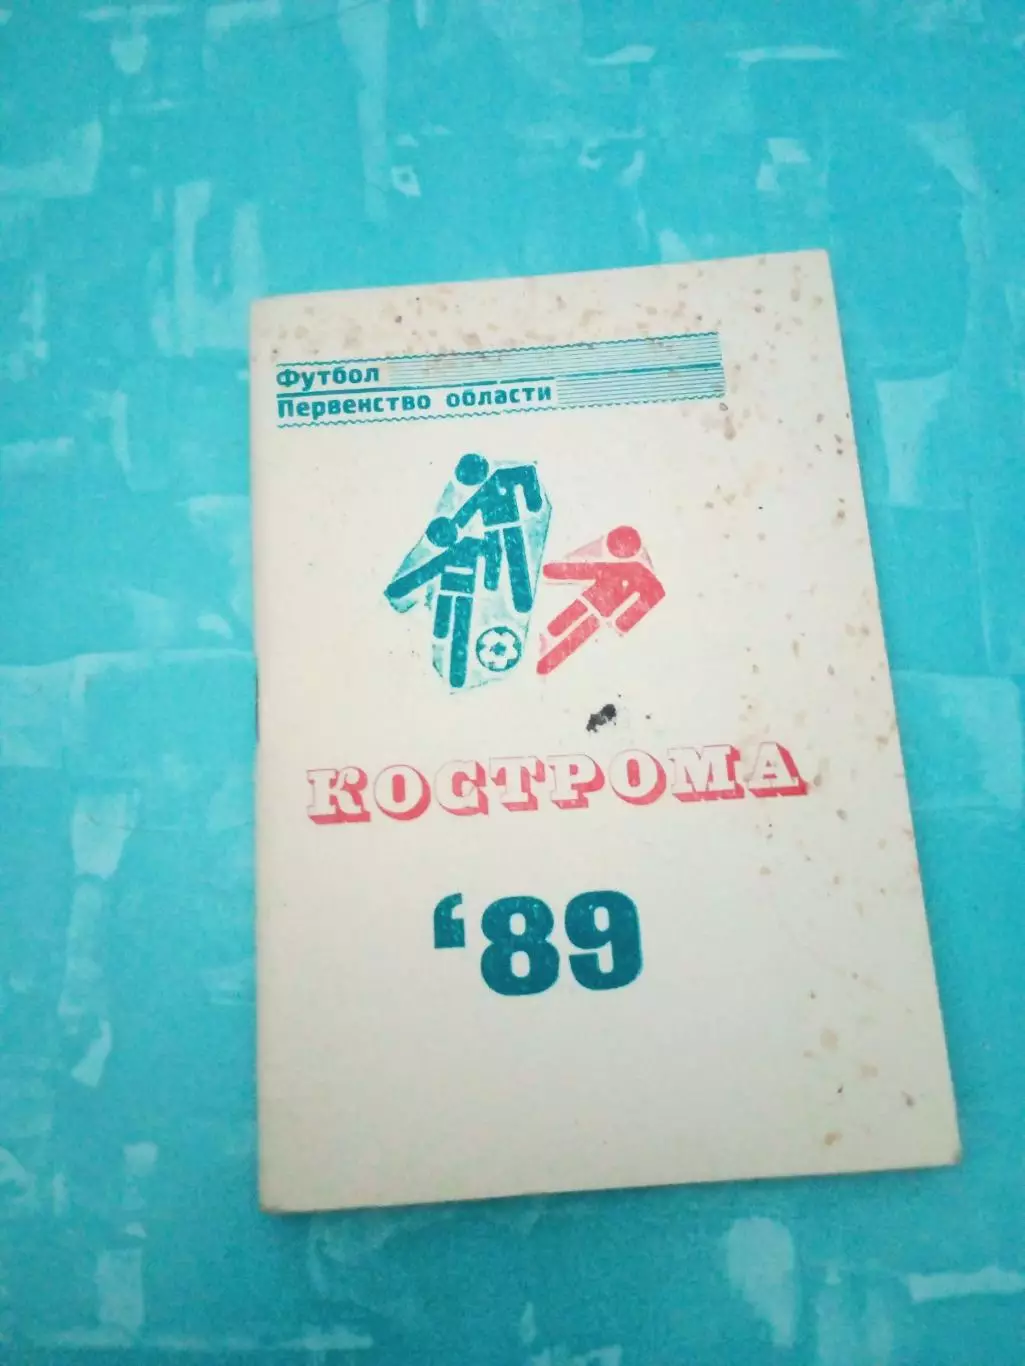 Футбол
Первенство области
КОСТРОМА
‘89